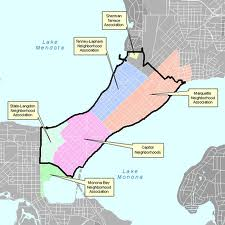 Sherman
Terrace
Association
Lake
Mendota
Tenney-Lapham
Neighborhood
Association
Marquette
Neighborhood
Association
State-Langdon
Neighborhood
Association
Capitol
Neighborhoods
Lake
Monona
Monona Bay
Neighborhood
Association